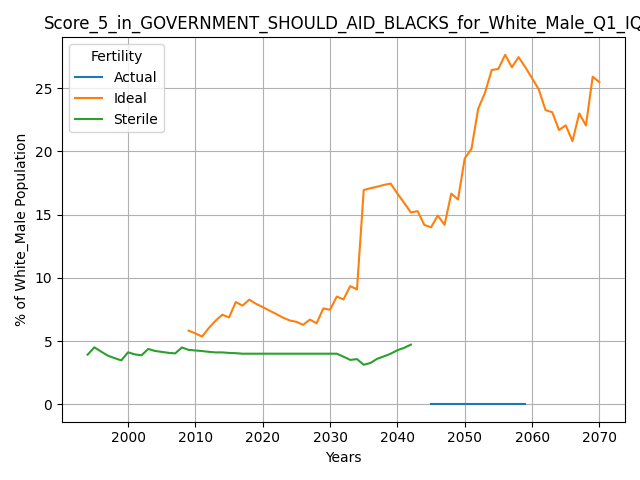 Score_5_in_GOVERNMENT_SHOULD_AID_BLACKS_for_White_Male_Q1_IQ
Fertility
Actual
Ideal
Sterile
% of White_Male Population
25
20
15
10
5
0
2000 2010 2020 2030 2040 2050 2060 2070
Years